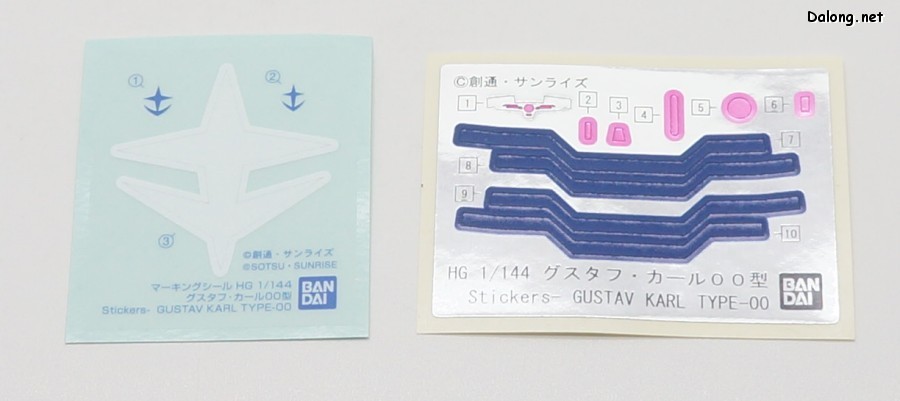 Dalong.net
① ②
③
©創通・サンライズ
©SOTSU・SUNRISE
マーキングシール HG 1/144
グスタフ・カール00型
Stickers- GUSTAV KARL TYPE-00
BAN
DAI
©創通・サンライズ
1 2 3 4 5 6
7
8
9
10
HG 1/144 グスタフ・カール００型
Stickers- GUSTAV KARL TYPE-00
BAN
DAI